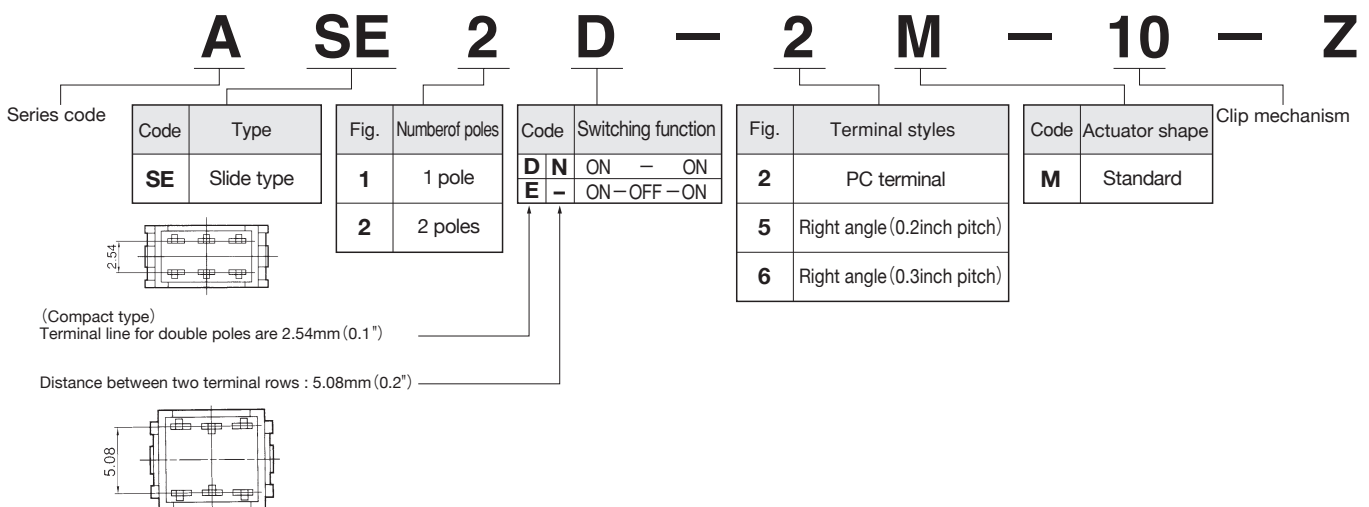 A SE 2 D － 2 M － 10 － Z
Series code
Clip mechanism
Code Type
SE Slide type
Fig. Numberof poles
1 1 pole
2 2 poles
Code Switching function
D N ON － ON
E － ON－OFF－ON
Fig. Terminal styles
2 PC terminal
5 Right angle(0.2inch pitch)
6 Right angle(0.3inch pitch)
Code Actuator shape
M Standard
2.54
(Compact type)
Terminal line for double poles are 2.54mm(0.1")
Distance between two terminal rows : 5.08mm(0.2")
5.08